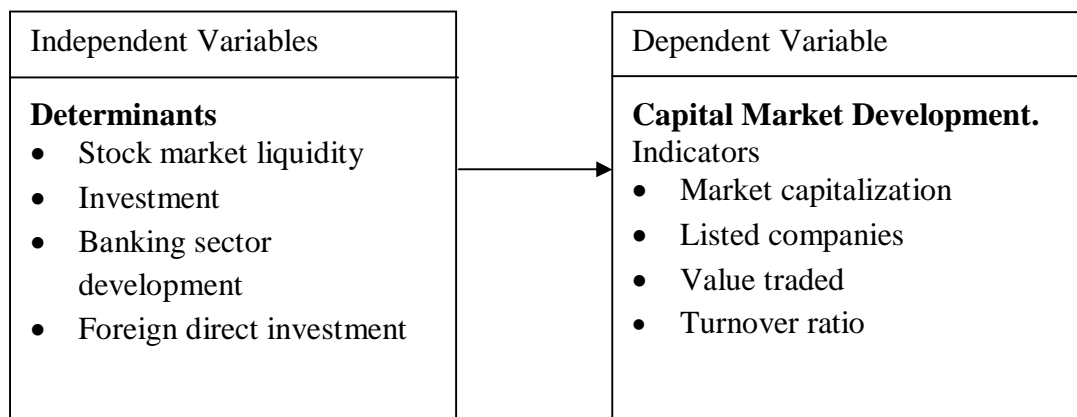 Independent Variables
Determinants
• Stock market liquidity
• Investment
• Banking sector
development
• Foreign direct investment
Dependent Variable
Capital Market Development.
Indicators
• Market capitalization
• Listed companies
• Value traded
• Turnover ratio